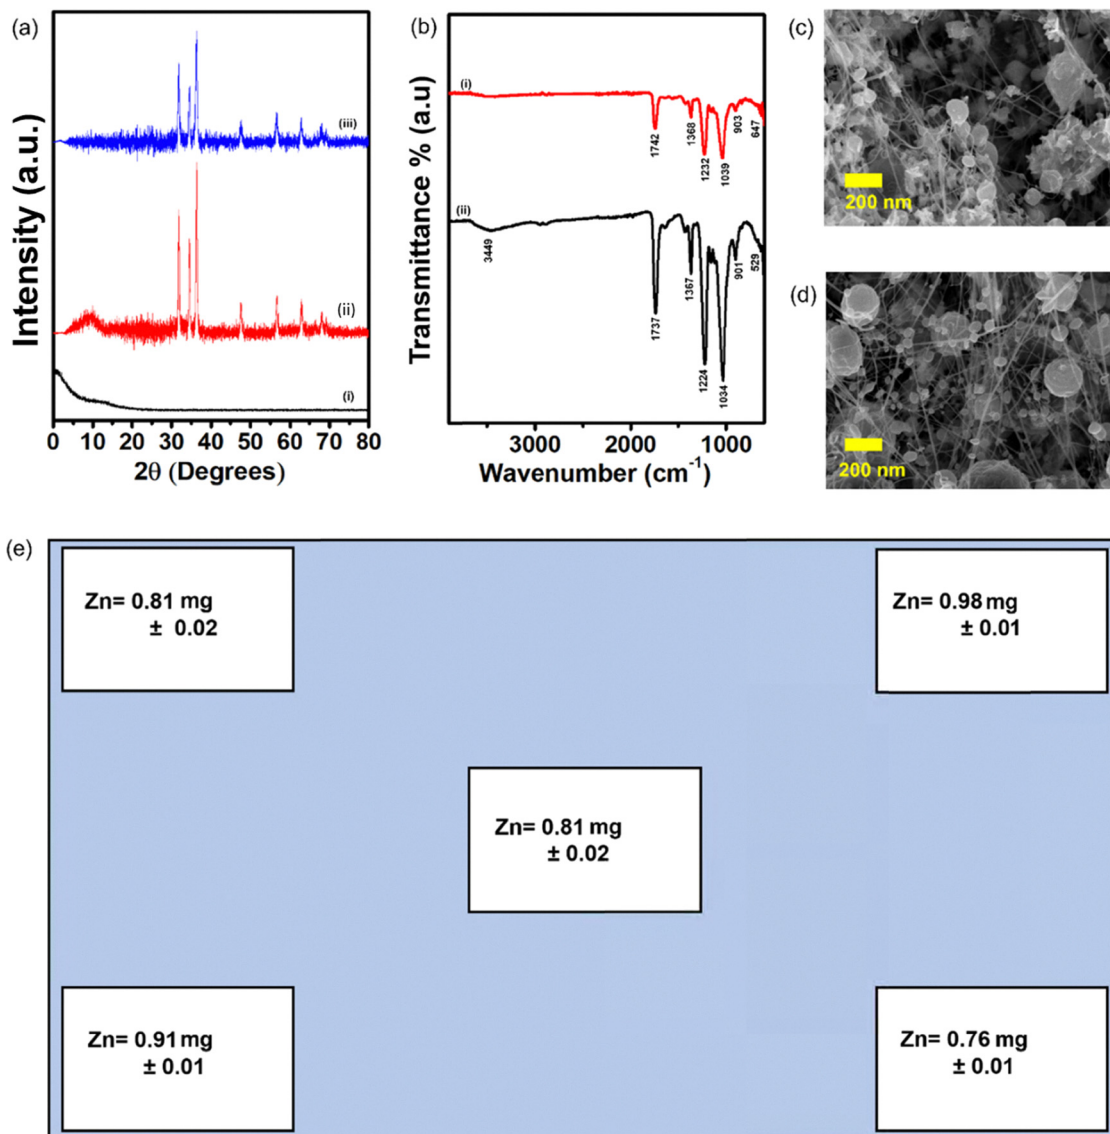 (a)
Intensity (a.u.)
(iii)
(ii)
(i)
0 10 20 30 40 50 60 70 80
2θ (Degrees)
(b)
Transmittance % (a.u)
(i)
1742
1368
1232
1039
903
647
(ii)
3449
1737
1367
1224
1034
901
529
3000 2000 1000
Wavenumber (cm⁻¹)
(c)
200 nm
(d)
200 nm
(e)
Zn= 0.81 mg
± 0.02
Zn= 0.98 mg
± 0.01
Zn= 0.81 mg
± 0.02
Zn= 0.91 mg
± 0.01
Zn= 0.76 mg
± 0.01